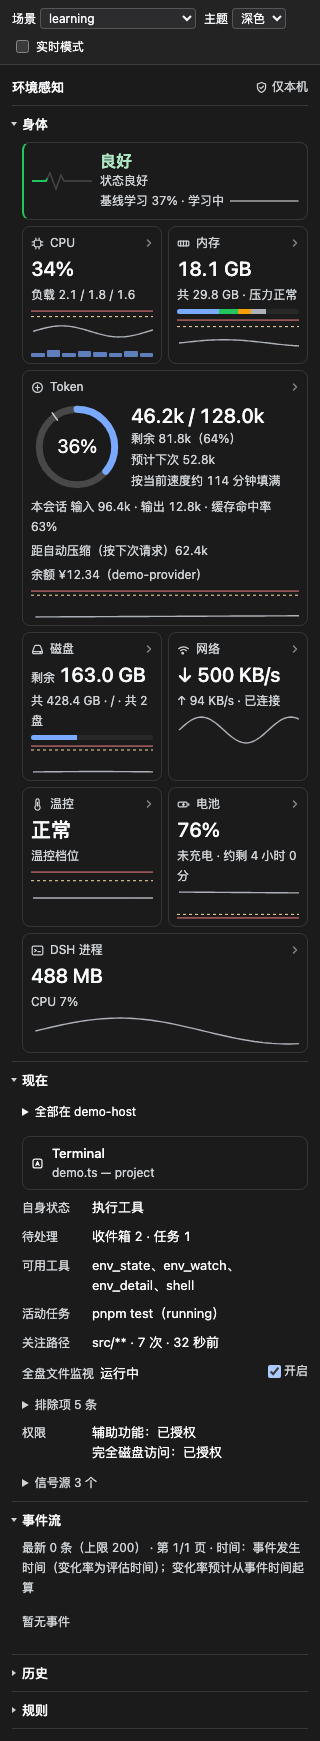 场景 learning 主题 深色
实时模式
环境感知 仅本机
身体
良好
状态良好
基线学习 37% · 学习中
CPU
34%
负载 2.1 / 1.8 / 1.6
内存
18.1 GB
共 29.8 GB · 压力正常
Token
36%
46.2k / 128.0k
剩余 81.8k（64%）
预计下次 52.8k
按当前速度约 114 分钟填满
本会话 输入 96.4k · 输出 12.8k · 缓存命中率
63%
距自动压缩（按下次请求）62.4k
余额 ¥12.34（demo-provider）
磁盘
剩余 163.0 GB
共 428.4 GB · / · 共 2
盘
网络
↓ 500 KB/s
↑ 94 KB/s · 已连接
温控
正常
温控档位
电池
76%
未充电 · 约剩 4 小时 0
分
DSH 进程
488 MB
CPU 7%
现在
全部在 demo-host
Terminal
demo.ts — project
自身状态 执行工具
待处理 收件箱 2 · 任务 1
可用工具 env_state、env_watch、
env_detail、shell
活动任务 pnpm test（running）
关注路径 src/** · 7 次 · 32 秒前
全盘文件监视 运行中 开启
排除项 5 条
权限 辅助功能：已授权
完全磁盘访问：已授权
信号源 3 个
事件流
最新 0 条（上限 200） · 第 1/1 页 · 时间：事件发生
时间（变化率为评估时间）；变化率预计从事件时间起
算
暂无事件
历史
规则